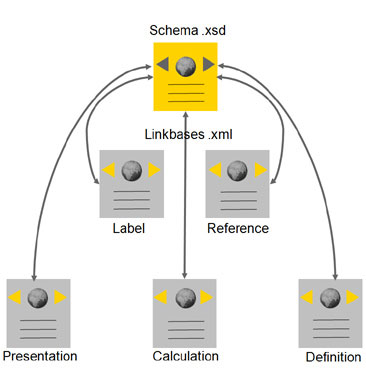 Schema .xsd
Linkbases .xml
Label
Reference
Presentation
Calculation
Definition